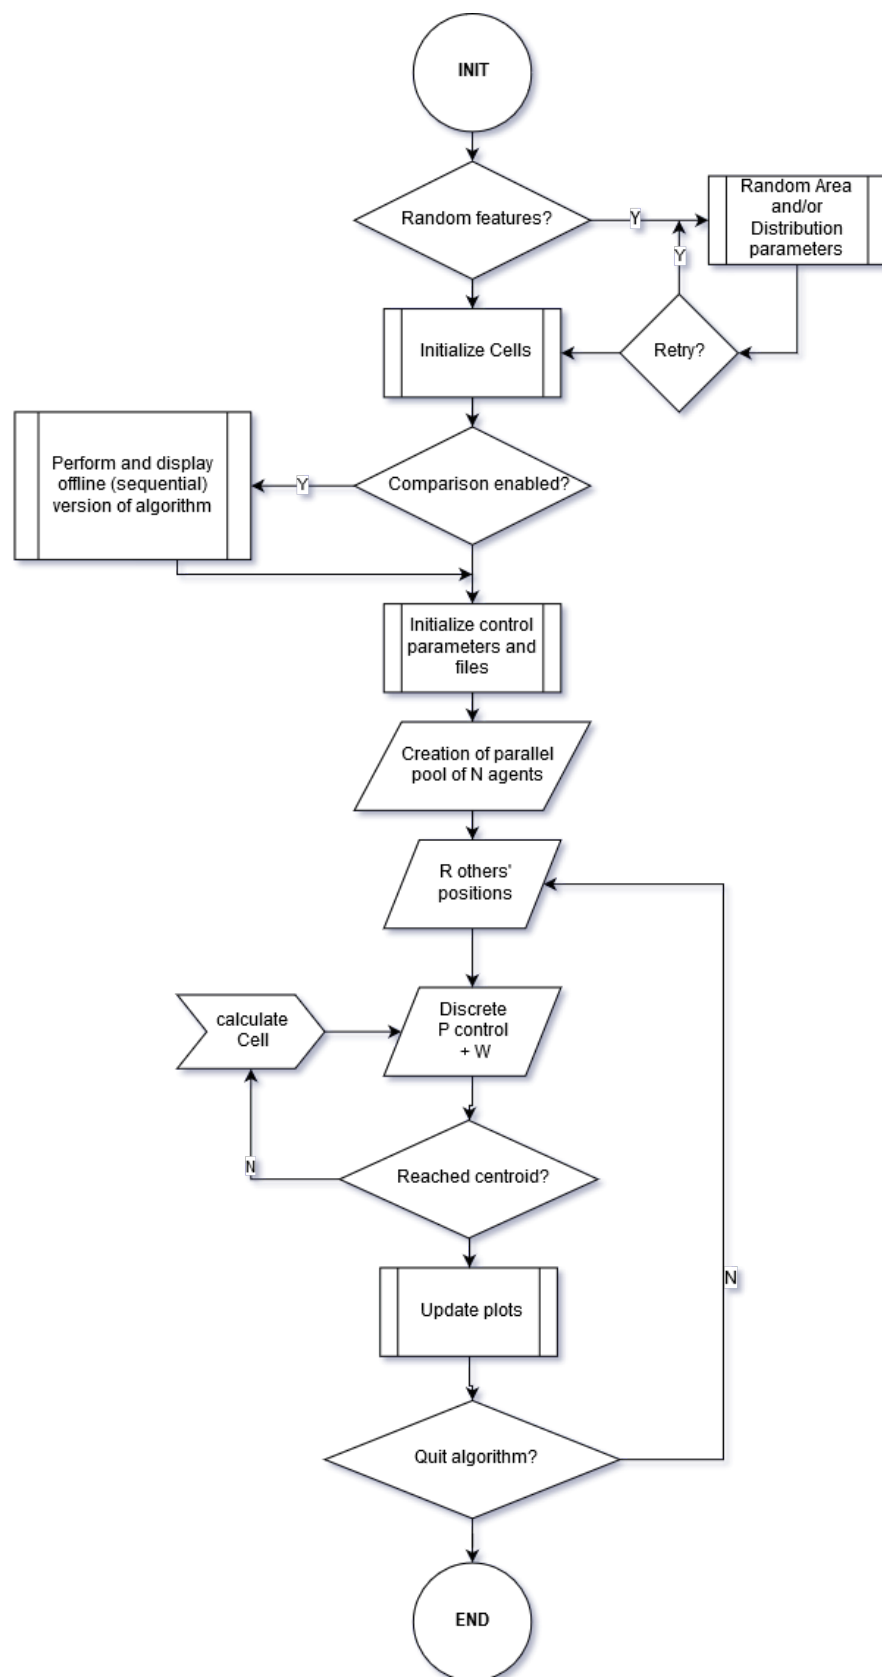 INIT
Random features?
Y
Random Area
and/or
Distribution
parameters
Y
Initialize Cells
Retry?
Perform and display
offline (sequential)
version of algorithm
Y
Comparison enabled?
Initialize control
parameters and
files
Creation of parallel
pool of N agents
R others'
positions
calculate
Cell
Discrete
P control
+ W
N
Reached centroid?
Update plots
N
Quit algorithm?
END